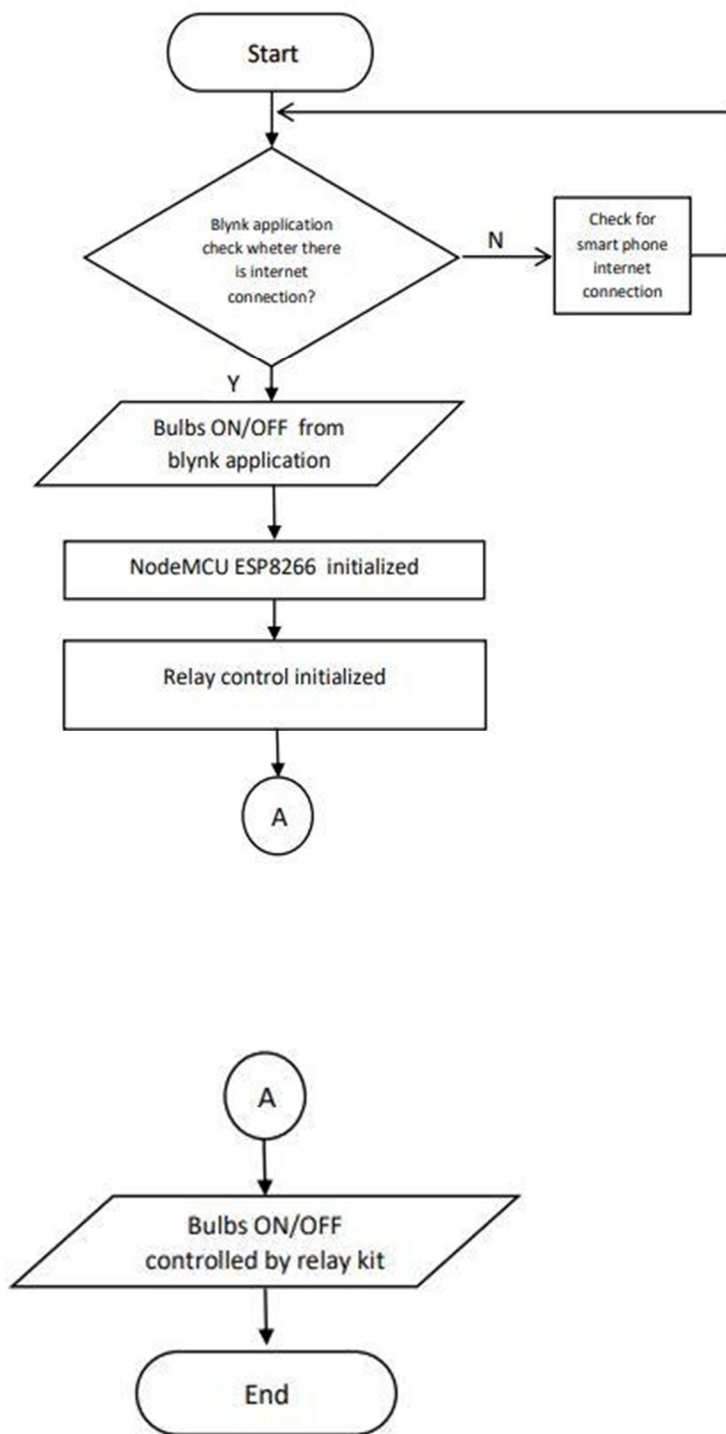 Start
Blynk application
check wheter there
is internet
connection?
N
Check for
smart phone
internet
connection
Y
Bulbs ON/OFF from
blynk application
NodeMCU ESP8266 initialized
Relay control initialized
A
A
Bulbs ON/OFF
controlled by relay kit
End